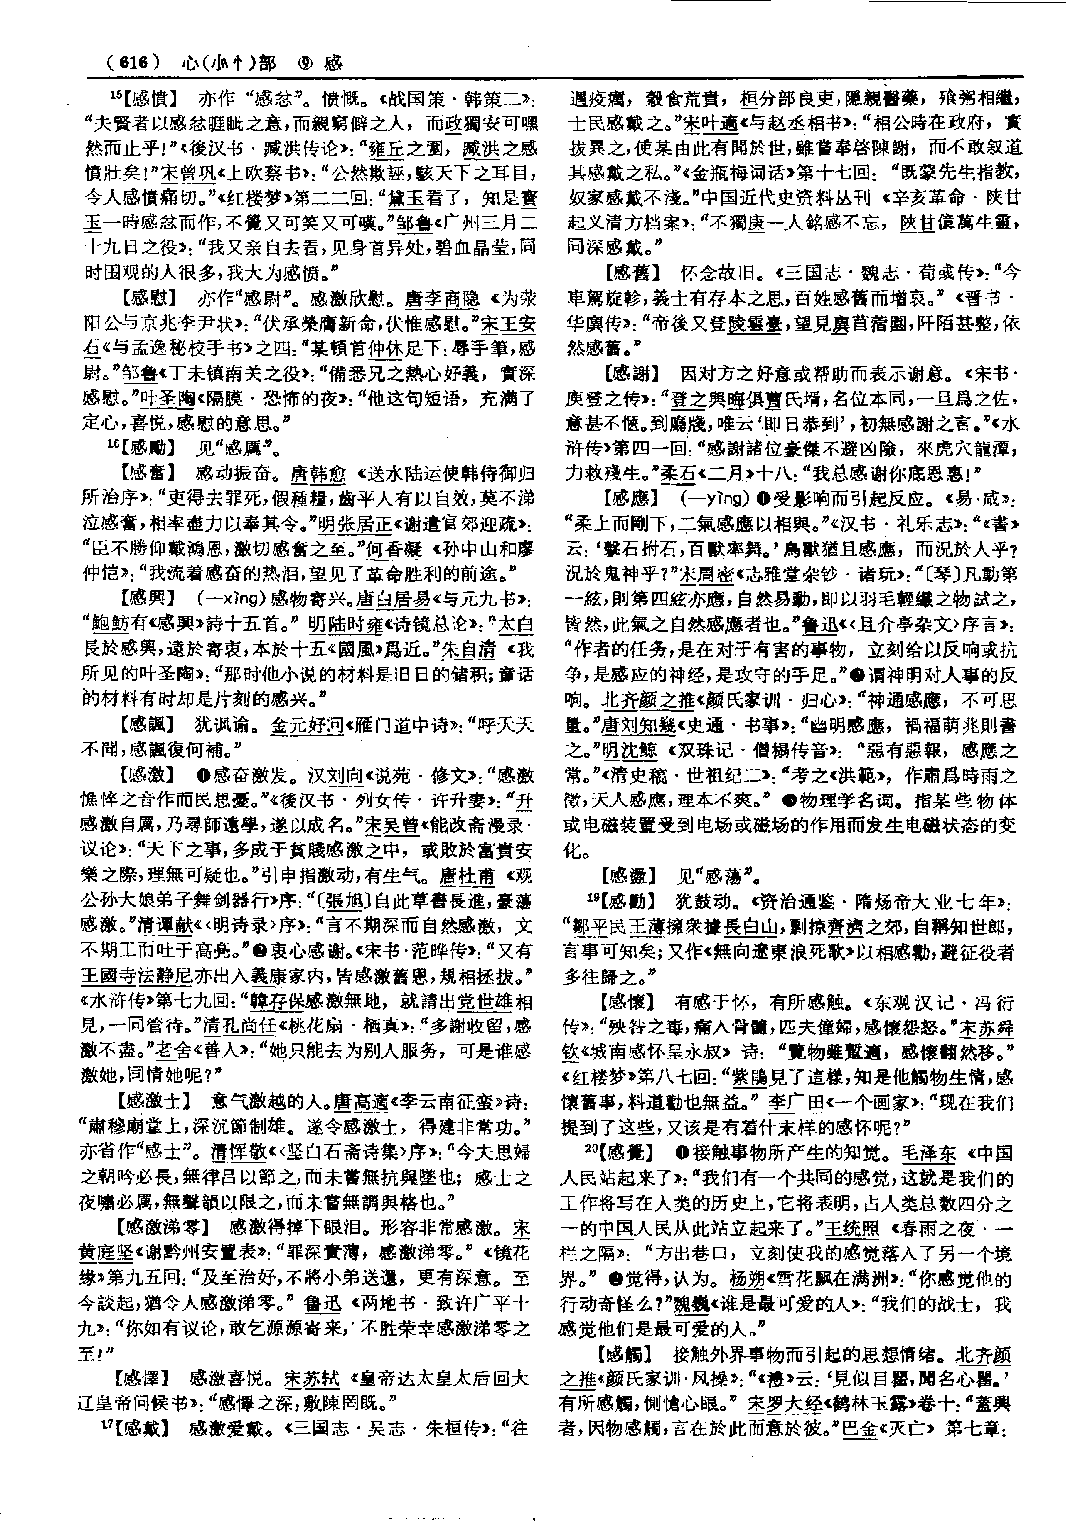 （616） 心(小忄)部 ⑨ 感
15【感憤】 亦作“感忿”。愤慨。《战国策·韩策二》：
“夫賢者以感忿睚眦之意，而親窮僻之人，而政獨安可嘿
然而止乎！”《後汉书·臧洪传论》：“雍丘之圍，臧洪之感
憤壯矣！”宋曾巩《上欧蔡书》：“公然欺誣，駭天下之耳目，
令人感憤痛切。”《红楼梦》第二二回：“黛玉看了，知是寳
玉一時感忿而作，不覺又可笑又可嘆。”邹鲁《广州三月二
十九日之役》：“我又亲自去看，见身首异处，碧血晶莹，同
时围观的人很多，我大为感愤。”
【感慰】 亦作“感尉”。感激欣慰。唐李商隐《为荥
阳公与京兆李尹状》：“伏承榮膺新命，伏惟感慰。”宋王安
石《与孟逸秘校手书》之四：“某頓首仲休足下：辱手筆，感
尉。”邹鲁《丁未镇南关之役》：“備悉兄之熱心好義，實深
感慰。”叶圣陶《隔膜·恐怖的夜》：“他这句短语，充满了
定心，喜悦，感慰的意思。”
16【感勵】 见“感厲”。
【感奮】 感动振奋。唐韩愈《送水陆运使韩侍御归
所治序》：“吏得去罪死，假種糧，齒平人有以自效，莫不涕
泣感奮，相率盡力以奉其令。”明张居正《谢遣官郊迎疏》：
“臣不勝仰戴鴻恩，激切感奮之至。”何香凝《孙中山和廖
仲恺》：“我流着感奋的热泪，望见了革命胜利的前途。”
【感興】 (—xìng)感物寄兴。唐白居易《与元九书》：
“鮑魴有《感興》詩十五首。” 明陆时雍《诗镜总论》：“太白
長於感興，遠於寄衷，本於十五《國風》爲近。”朱自清《我
所见的叶圣陶》：“那时他小说的材料是旧日的储积；童话
的材料有时却是片刻的感兴。”
【感諷】 犹讽谕。金元好问《雁门道中诗》：“呼天天
不聞，感諷復何補。”
【感激】 ❶感奋激发。汉刘向《说苑·修文》：“感激
憔悴之音作而民思憂。”《後汉书·列女传·许升妻》：“升
感激自厲，乃尋師遠學，遂以成名。”宋吴曾《能改斋漫录·
议论》：“天下之事，多成于貧賤感激之中，或敗於富貴安
樂之際，理無可疑也。”引申指激动，有生气。唐杜甫《观
公孙大娘弟子舞剑器行》序：“〔張旭〕自此草書長進，豪蕩
感激。”清谭献《〈明诗录〉序》：“言不期深而自然感激，文
不期工而吐于高亮。”❷衷心感谢。《宋书·范晔传》：“又有
王國寺法静尼亦出入義康家内，皆感激舊恩，規相拯拔。”
《水浒传》第七九回：“韓存保感激無地，就請出党世雄相
見，一同管待。”清孔尚任《桃花扇·栖真》：“多謝收留，感
激不盡。”老舍《善人》：“她只能去为别人服务，可是谁感
激她，同情她呢？”
【感激士】 意气激越的人。唐高適《李云南征蛮》诗：
“肅穆廟堂上，深沉節制雄。遂令感激士，得建非常功。”
亦省作“感士”。清恽敬《〈坚白石斋诗集〉序》：“今夫思婦
之朝吟必長，無律吕以節之，而未嘗無抗與墜也；感士之
夜嘯必厲，無聲韻以限之，而未嘗無調與格也。”
【感激涕零】 感激得掉下眼泪。形容非常感激。宋
黄庭坚《谢黔州安置表》：“罪深責薄，感激涕零。”《镜花
缘》第九五回：“及至治好，不將小弟送還，更有深意。至
今談起，猶令人感激涕零。” 鲁迅《两地书·致许广平十
九》：“你如有议论，敢乞源源寄来，不胜荣幸感激涕零之
至！”
【感懌】 感激喜悦。宋苏轼《皇帝达太皇太后回大
辽皇帝问候书》：“感懌之深，敷陳罔既。”
17【感戴】 感激爱戴。《三国志·吴志·朱桓传》：“往
遇疫癘，穀食荒貴，桓分部良吏，隱親醫藥，飱粥相繼，
士民感戴之。”宋叶適《与赵丞相书》：“相公時在政府，實
拔異之，使某由此有聞於世，雖嘗奉啓陳謝，而不敢叙道
其感戴之私。”《金瓶梅词话》第十七回：“既蒙先生指教，
奴家感戴不淺。”中国近代史资料丛刊《辛亥革命·陕甘
起义清方档案》：“不獨庚一人銘感不忘，陜甘億萬生靈，
同深感戴。”
【感舊】 怀念故旧。《三国志·魏志·荀彧传》：“今
車駕旋軫，義士有存本之思，百姓感舊而增哀。”《晋书·
华廙传》：“帝後又登陵雲臺，望見廙苜蓿園，阡陌甚整，依
然感舊。”
【感謝】 因对方之好意或帮助而表示谢意。《宋书·
庾登之传》：“登之與晦俱曹氏壻，名位本同，一旦爲之佐，
意甚不愜。到廳牋，唯云‘即日恭到’，初無感謝之言。”《水
浒传》第四一回：“感謝諸位豪傑不避凶險，來虎穴龍潭，
力救殘生。”柔石《二月》十八：“我总感谢你底恩惠！”
【感應】 (—yìng)❶受影响而引起反应。《易·咸》：
“柔上而剛下，二氣感應以相與。”《汉书·礼乐志》：“《書》
云：‘擊石拊石，百獸率舞。’鳥獸猶且感應，而況於人乎？
況於鬼神乎？”宋周密《志雅堂杂钞·诸玩》：“〔琴〕凡動第
一絃，則第四絃亦應，自然易動，即以羽毛輕纖之物試之，
皆然，此氣之自然感應者也。”鲁迅《〈且介亭杂文〉序言》：
“作者的任务，是在对于有害的事物，立刻给以反响或抗
争，是感应的神经，是攻守的手足。”❷谓神明对人事的反
响。北齐颜之推《颜氏家训·归心》：“神通感應，不可思
量。”唐刘知幾《史通·书事》：“幽明感應，禍福萌兆則書
之。”明沈鲸《双珠记·僧榻传音》：“惡有惡報，感應之
常。”《清史稿·世祖纪二》：“考之《洪範》，作肅爲時雨之
徵，天人感應，理本不爽。” ❸物理学名词。指某些物体
或电磁装置受到电场或磁场的作用而发生电磁状态的变
化。
【感盪】 见“感荡”。
19【感勸】 犹鼓动。《资治通鉴·隋炀帝大业七年》：
“鄒平民王薄擁衆據長白山，剽掠齊濟之郊，自稱知世郎，
言事可知矣；又作《無向遼東浪死歌》以相感勸，避征役者
多往歸之。”
【感懷】 有感于怀，有所感触。《东观汉记·冯衍
传》：“殃咎之毒，痛入骨髓，匹夫僮婦，感懷怨怒。”宋苏舜
钦《城南感怀呈永叔》诗：“覽物雖暫適，感懷翻然移。”
《红楼梦》第八七回：“紫鵑見了這樣，知是他觸物生情，感
懷舊事，料道勸也無益。” 李广田《一个画家》：“现在我们
提到了这些，又该是有着什末样的感怀呢？”
20【感覺】 ❶接触事物所产生的知觉。毛泽东《中国
人民站起来了》：“我们有一个共同的感觉，这就是我们的
工作将写在人类的历史上，它将表明，占人类总数四分之
一的中国人民从此站立起来了。”王统照《春雨之夜·一
栏之隔》：“方出巷口，立刻使我的感觉落入了另一个境
界。” ❷觉得，认为。杨朔《雪花飘在满洲》：“你感觉他的
行动奇怪么？”魏巍《谁是最可爱的人》：“我们的战士，我
感觉他们是最可爱的人。”
【感觸】 接触外界事物而引起的思想情绪。北齐颜
之推《颜氏家训·风操》：“《禮》云：‘見似目瞿，聞名心瞿。’
有所感觸，惻愴心眼。” 宋罗大经《鹤林玉露》卷十：“蓋興
者，因物感觸，言在於此而意於彼。”巴金《灭亡》第七章：